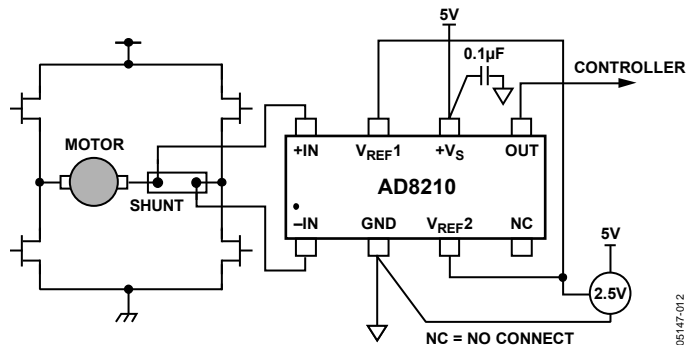 5V
0.1µF
CONTROLLER
MOTOR
SHUNT
+IN VREF1 +VS OUT
AD8210
–IN GND VREF2 NC
5V
2.5V
NC = NO CONNECT
05147-012